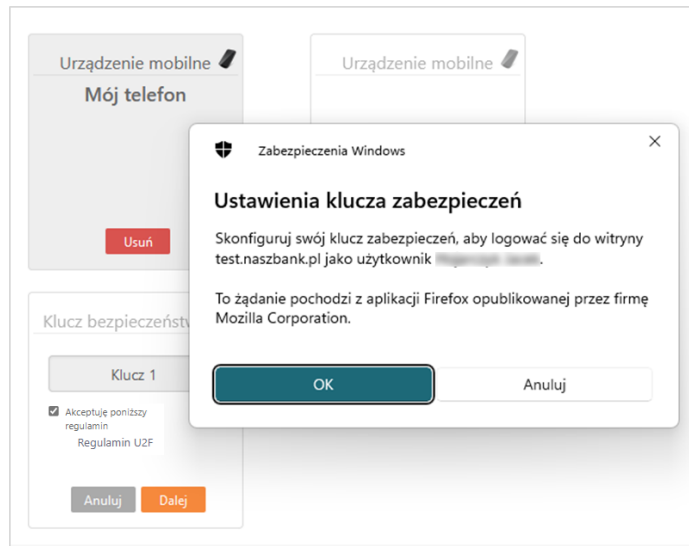 Urządzenie mobilne
Mój telefon
Usuń
Urządzenie mobilne
Klucz bezpieczeństw
Klucz 1
Akceptuję poniższy
regulamin
Regulamin U2F
Anuluj Dalej
Zabezpieczenia Windows
Ustawienia klucza zabezpieczeń
Skonfiguruj swój klucz zabezpieczeń, aby logować się do witryny
test.naszbank.pl jako użytkownik .
To żądanie pochodzi z aplikacji Firefox opublikowanej przez firmę
Mozilla Corporation.
OK Anuluj